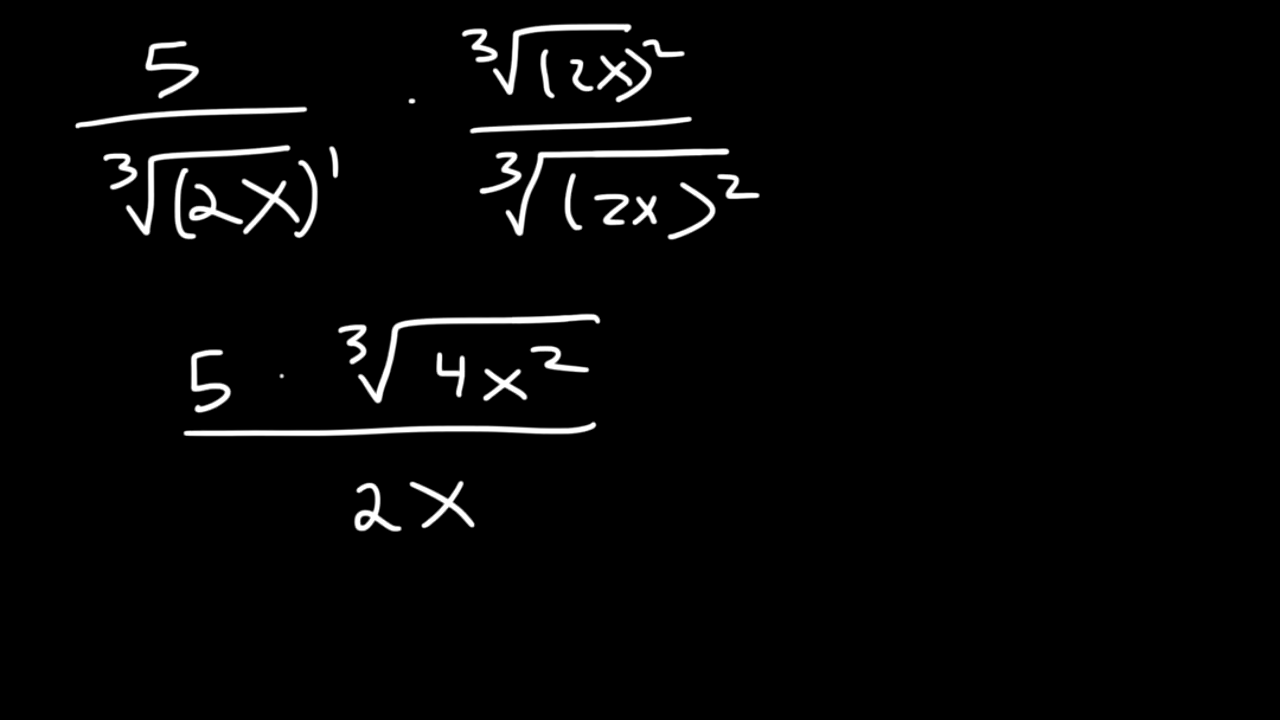 5/∛(2x)¹ · ∛(2x)²/∛(2x)²
5 · ∛4x²/2x